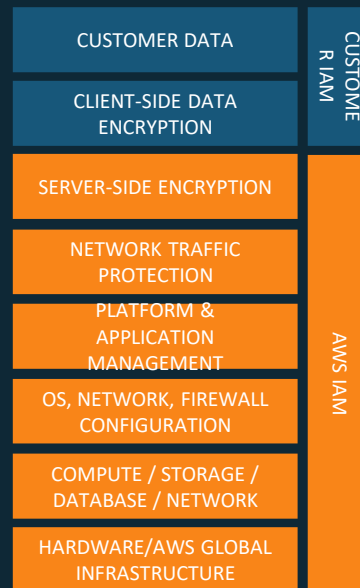 CUSTOMER DATA
CLIENT-SIDE DATA
ENCRYPTION
CUSTOME
R IAM
SERVER-SIDE ENCRYPTION
NETWORK TRAFFIC
PROTECTION
PLATFORM &
APPLICATION
MANAGEMENT
OS, NETWORK, FIREWALL
CONFIGURATION
COMPUTE / STORAGE /
DATABASE / NETWORK
HARDWARE/AWS GLOBAL
INFRASTRUCTURE
AWS IAM